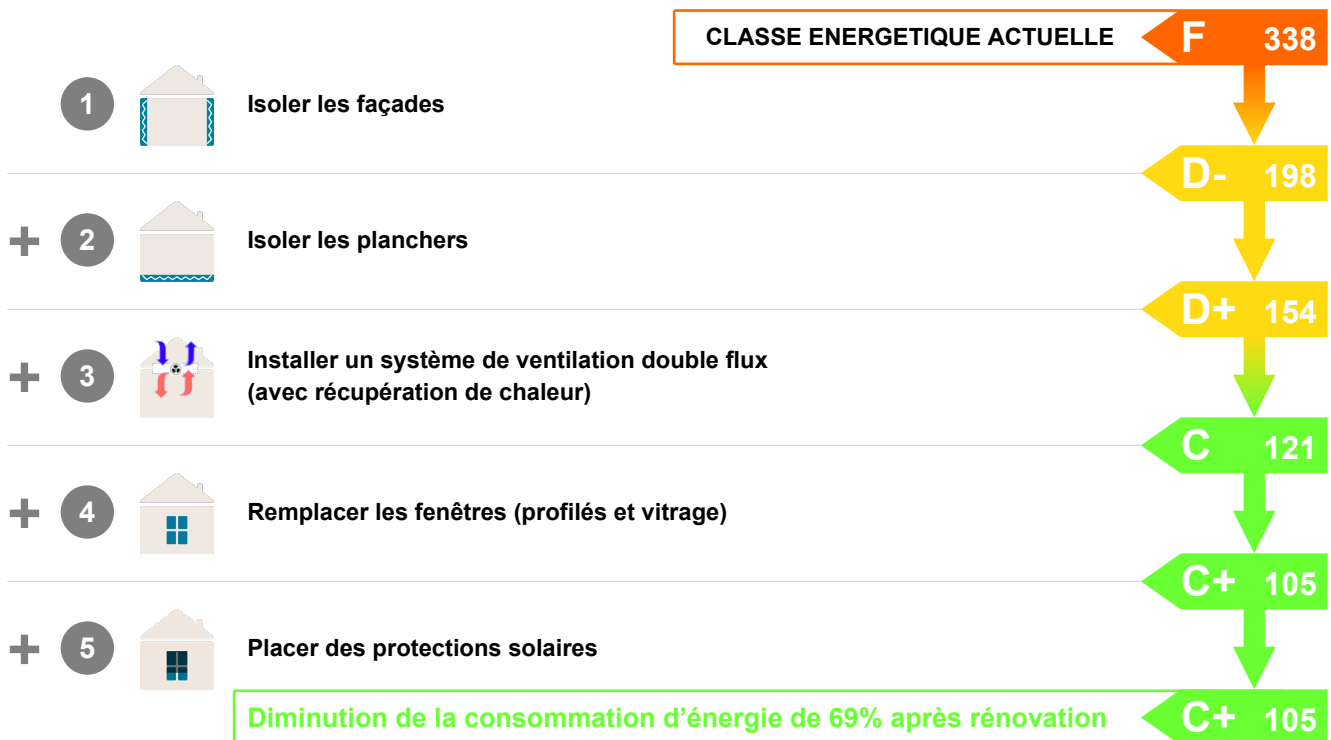 CLASSE ENERGETIQUE ACTUELLE F 338
1 Isoler les façades
D- 198
+ 2 Isoler les planchers
D+ 154
+ 3 Installer un système de ventilation double flux
(avec récupération de chaleur)
C 121
+ 4 Remplacer les fenêtres (profilés et vitrage)
C+ 105
+ 5 Placer des protections solaires
Diminution de la consommation d’énergie de 69% après rénovation C+ 105